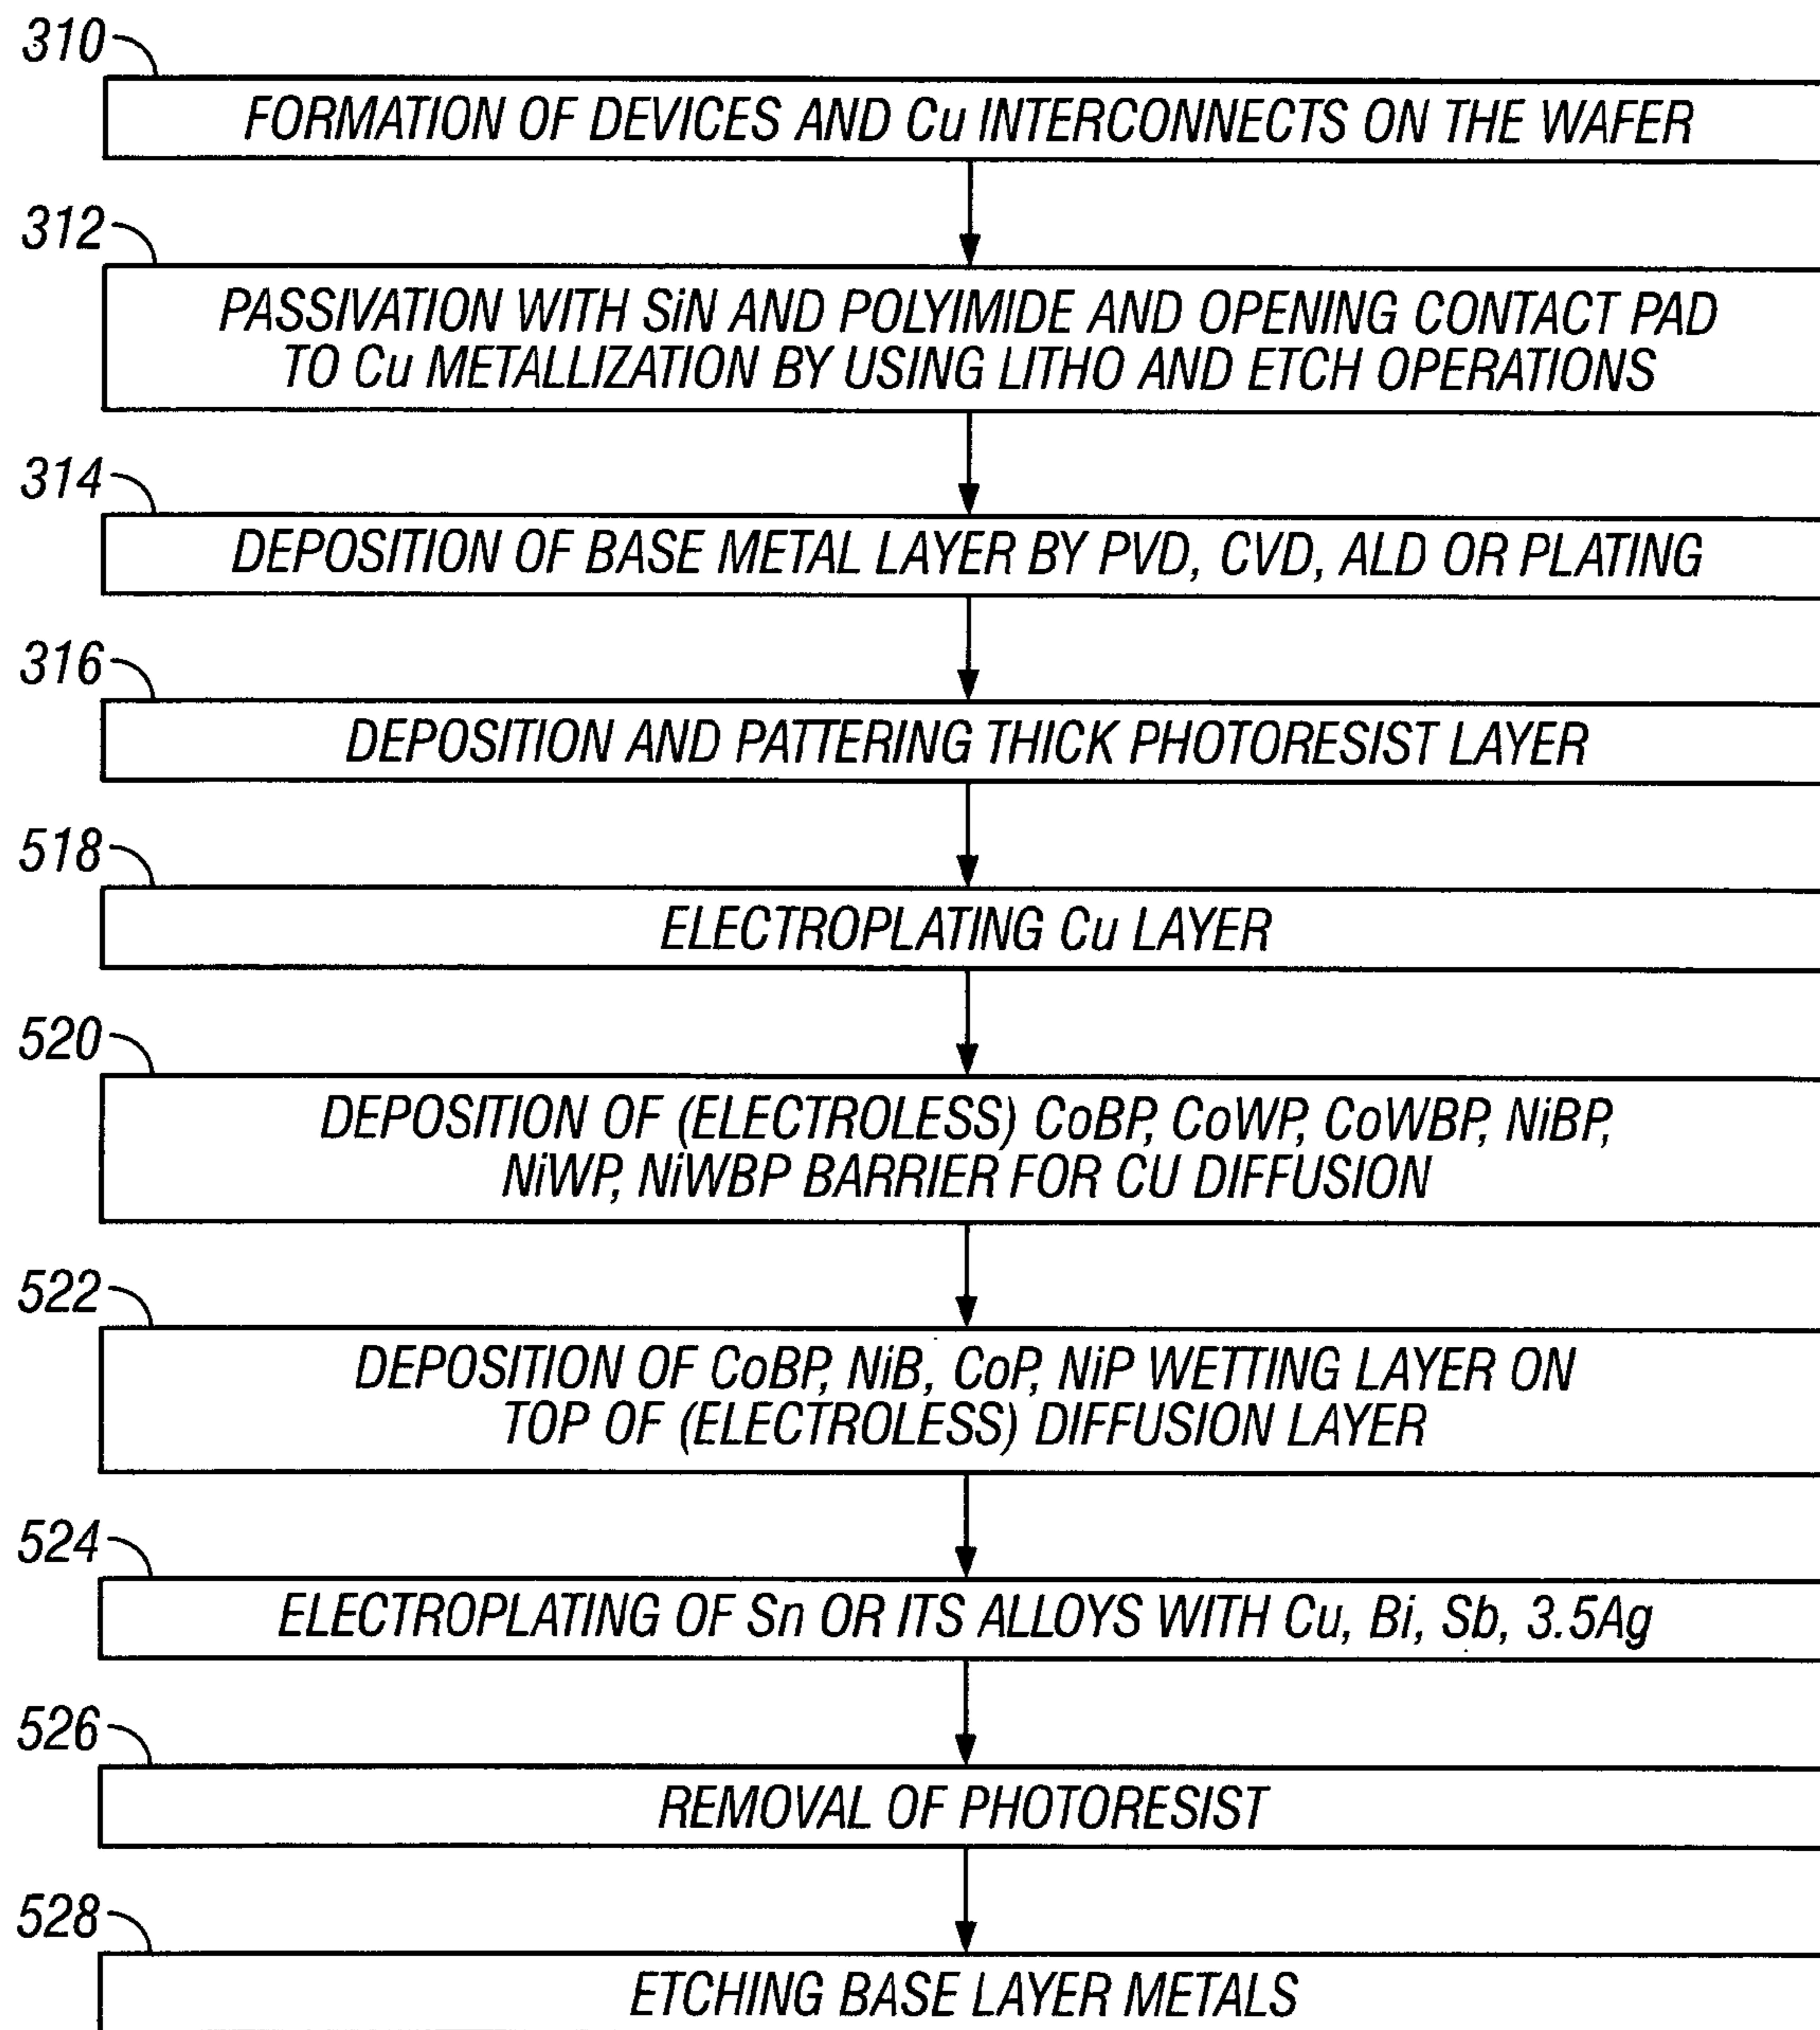 310
FORMATION OF DEVICES AND Cu INTERCONNECTS ON THE WAFER
312
PASSIVATION WITH SiN AND POLYIMIDE AND OPENING CONTACT PAD
TO Cu METALLIZATION BY USING LITHO AND ETCH OPERATIONS
314
DEPOSITION OF BASE METAL LAYER BY PVD, CVD, ALD OR PLATING
316
DEPOSITION AND PATTERING THICK PHOTORESIST LAYER
518
ELECTROPLATING Cu LAYER
520
DEPOSITION OF (ELECTROLESS) CoBP, CoWP, CoWBP, NiBP,
NiWP, NiWBP BARRIER FOR CU DIFFUSION
522
DEPOSITION OF CoBP, NiB, CoP, NiP WETTING LAYER ON
TOP OF (ELECTROLESS) DIFFUSION LAYER
524
ELECTROPLATING OF Sn OR ITS ALLOYS WITH Cu, Bi, Sb, 3.5Ag
526
REMOVAL OF PHOTORESIST
528
ETCHING BASE LAYER METALS